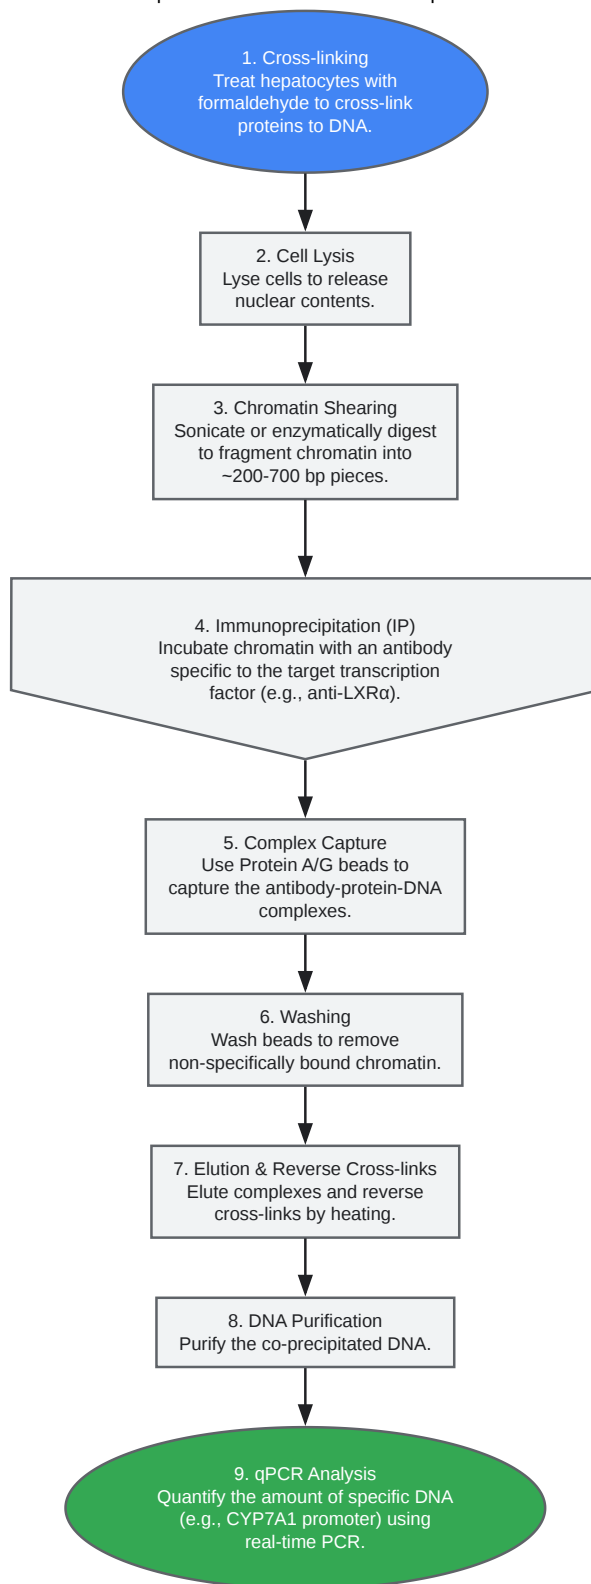 1. Cross-linking
Treat hepatocytes with
formaldehyde to cross-link
proteins to DNA.
2. Cell Lysis
Lyse cells to release
nuclear contents.
3. Chromatin Shearing
Sonicate or enzymatically digest
to fragment chromatin into
~200-700 bp pieces.
4. Immunoprecipitation (IP)
Incubate chromatin with an antibody
specific to the target transcription
factor (e.g., anti-LXRα).
5. Complex Capture
Use Protein A/G beads to
capture the antibody-protein-DNA
complexes.
6. Washing
Wash beads to remove
non-specifically bound chromatin.
7. Elution & Reverse Cross-links
Elute complexes and reverse
cross-links by heating.
8. DNA Purification
Purify the co-precipitated DNA.
9. qPCR Analysis
Quantify the amount of specific DNA
(e.g., CYP7A1 promoter) using
real-time PCR.